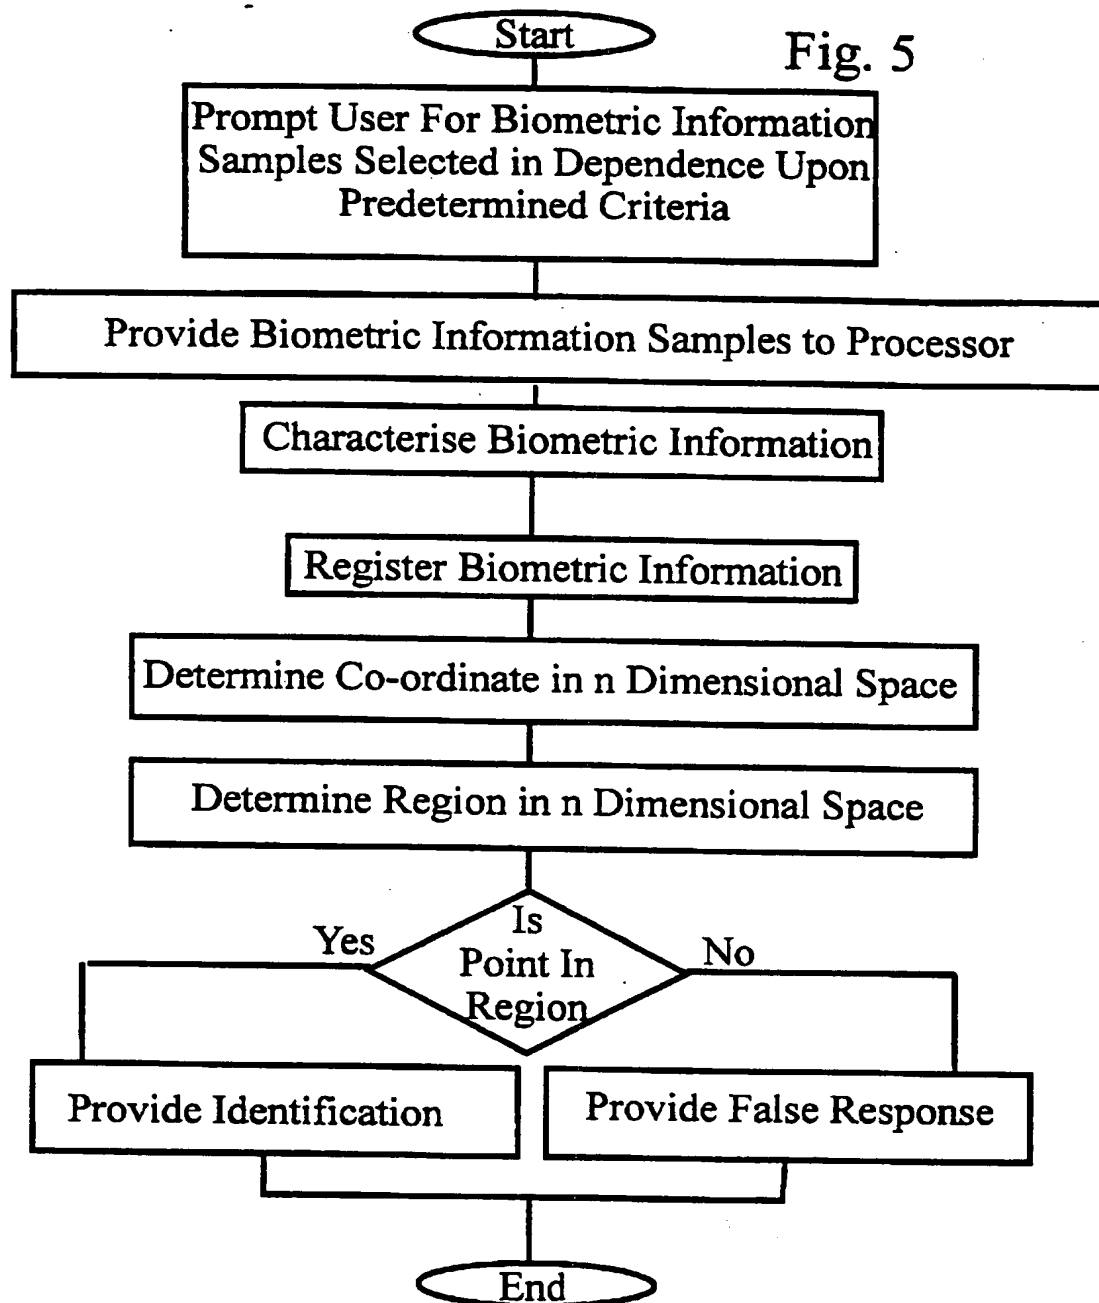 Start
Fig. 5
Prompt User For Biometric Information
Samples Selected in Dependence Upon
Predetermined Criteria
Provide Biometric Information Samples to Processor
Characterise Biometric Information
Register Biometric Information
Determine Co-ordinate in n Dimensional Space
Determine Region in n Dimensional Space
Is
Point In
Region
Yes
No
Provide Identification
Provide False Response
End